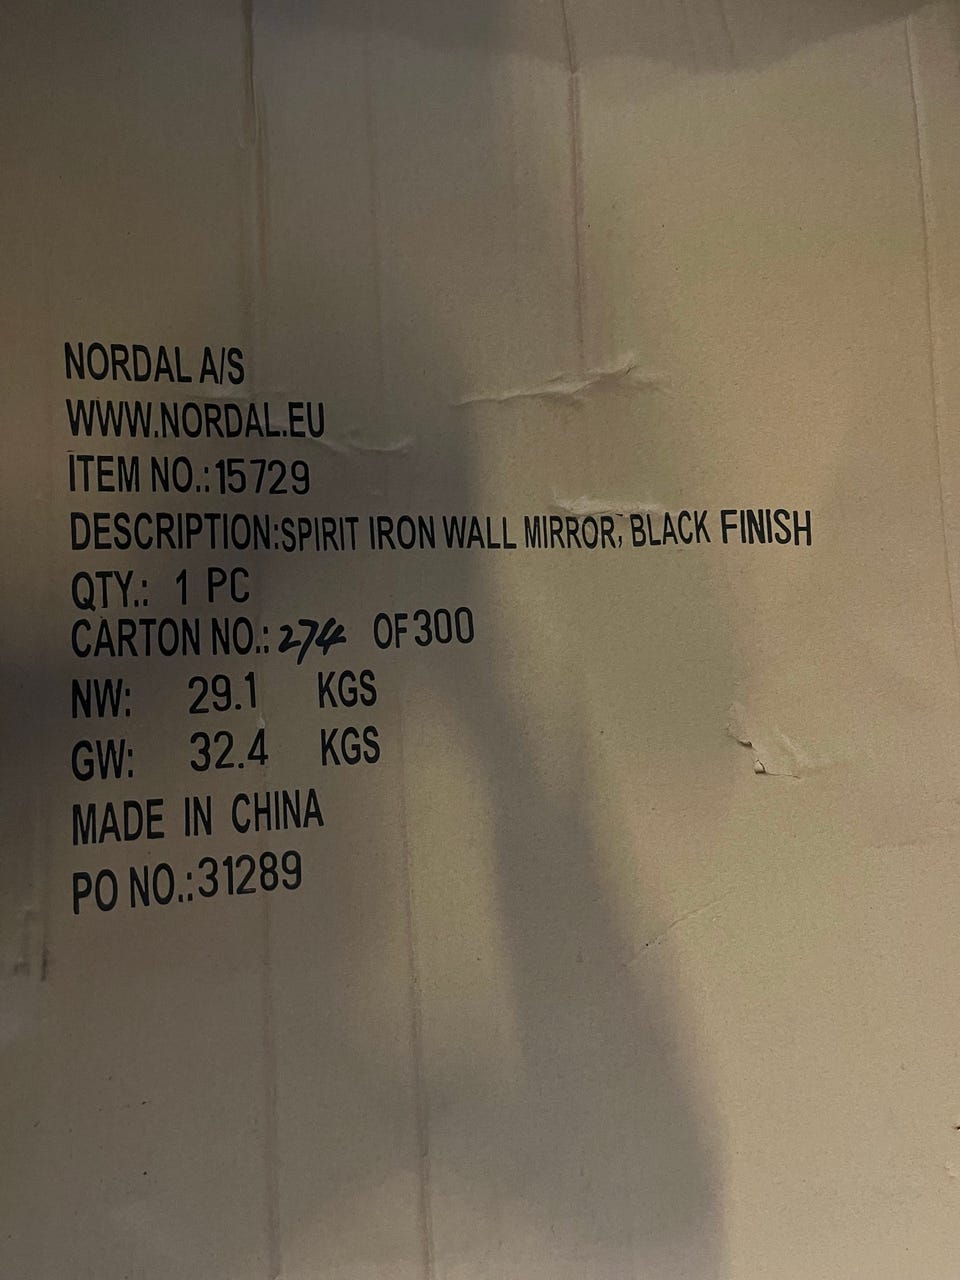 NORDAL A/S
WWW.NORDAL.EU
ITEM NO.:15729
DESCRIPTION:SPIRIT IRON WALL MIRROR, BLACK FINISH
QTY.: 1 PC
CARTON NO.: 274 OF 300
NW: 29.1 KGS
GW: 32.4 KGS
MADE IN CHINA
PO NO.:31289